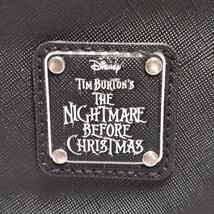 Disney
TIM BURTON'S
THE
NIGHTMARE
BEFORE
CHRISTMAS